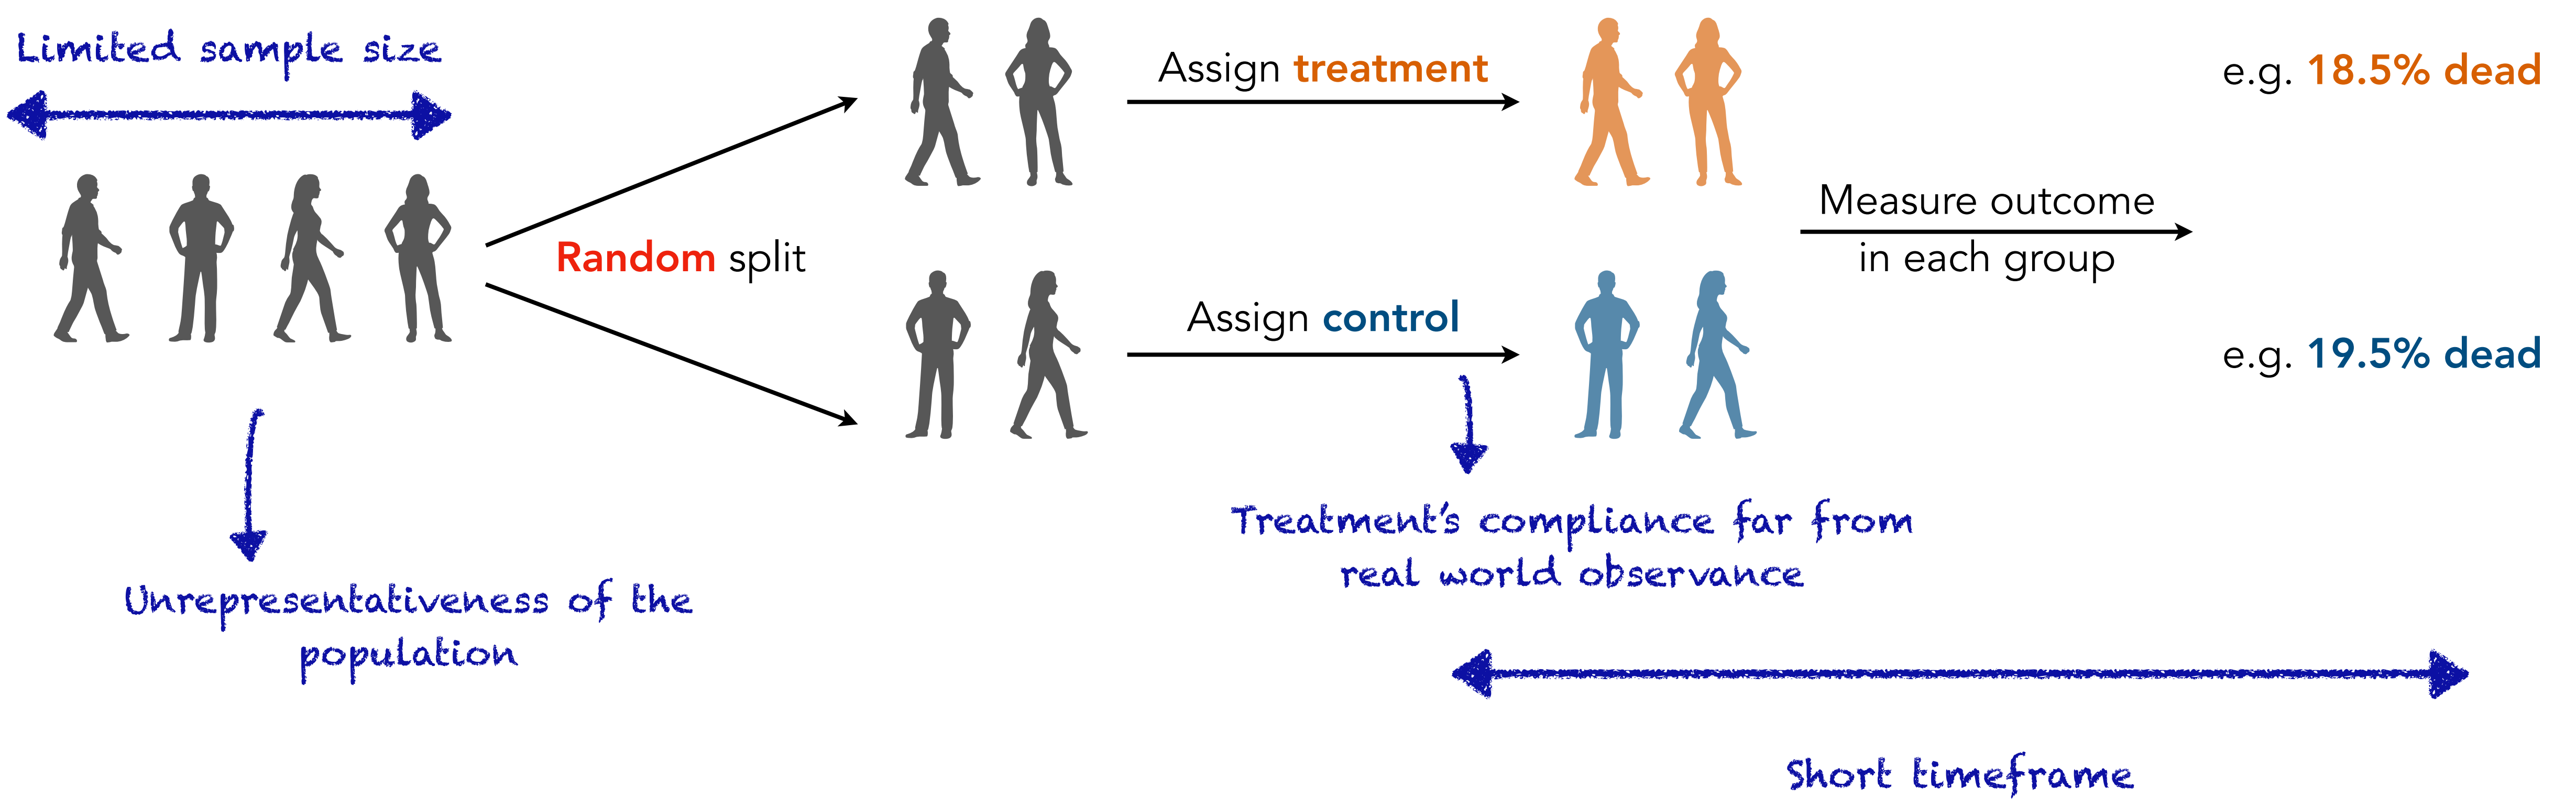 Limited sample size
Random split
Assign treatment
Assign control
Measure outcome
in each group
e.g. 18.5% dead
e.g. 19.5% dead
Unrepresentativeness of the
population
Treatment's compliance far from
real world observance
Short timeframe